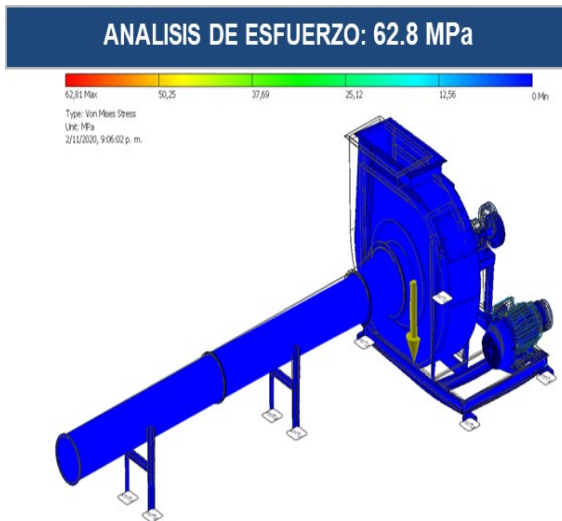 ANALISIS DE ESFUERZO: 62.8 MPa
62,81 Max 50,25 37,69 25,12 12,56 0 Min
Type: Von Mises Stress
Unit: MPa
2/11/2020, 9:06:02 p. m.